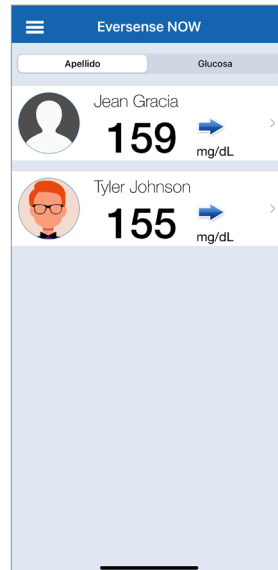 Eversense NOW
Apellido Glucosa
Jean Gracia
159
mg/dL
Tyler Johnson
155
mg/dL